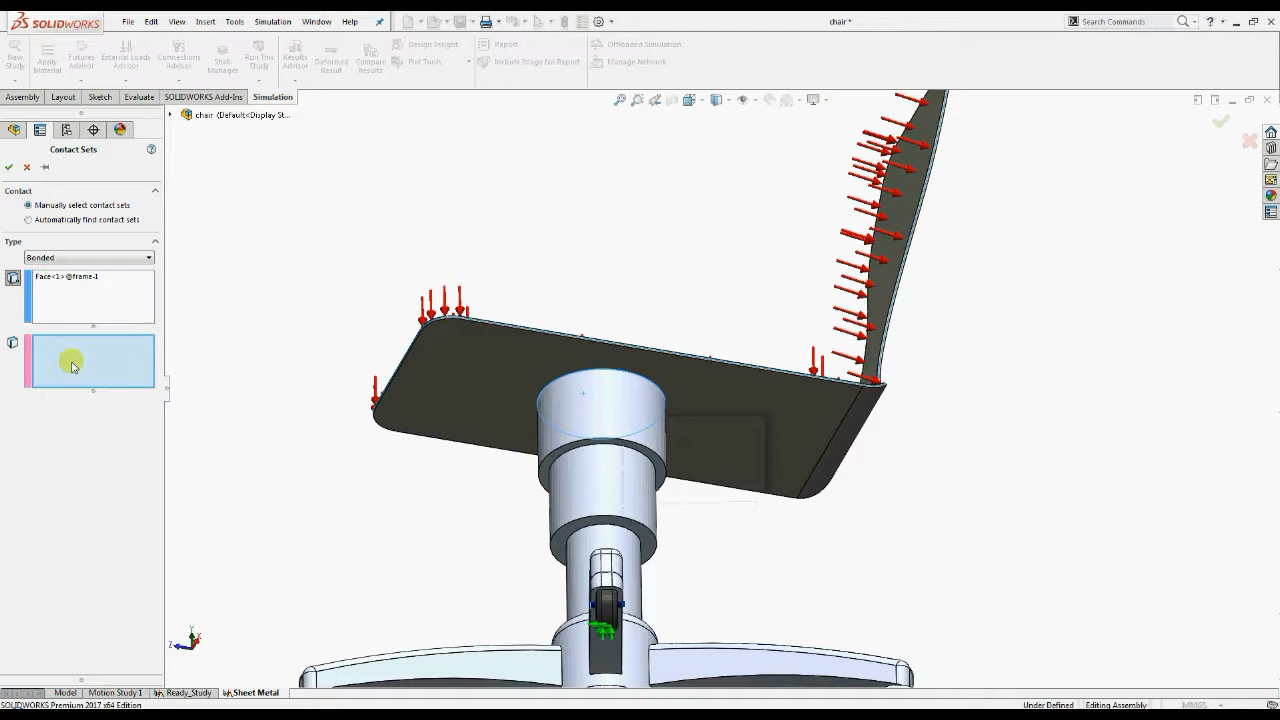 SOLIDWORKS File Edit View Insert Tools Simulation Window Help chair * Search Commands
New Study Apply Material Fixtures Advisor External Loads Advisor Connections Advisor Shell Manager Run This Study Results Advisor Deformed Result Compare Results Design Insight Report Offloaded Simulation
Plot Tools Include Image for Report Manage Network
Assembly Layout Sketch Evaluate SOLIDWORKS Add-Ins Simulation
chair (Default<Display St...
Contact Sets
Contact
Manually select contact sets
Automatically find contact sets
Type
Bonded
Face<1>@frame-1
Y
Z X
Model Motion Study 1 Ready_Study Sheet Metal
SOLIDWORKS Premium 2017 x64 Edition Under Defined Editing Assembly MMGS